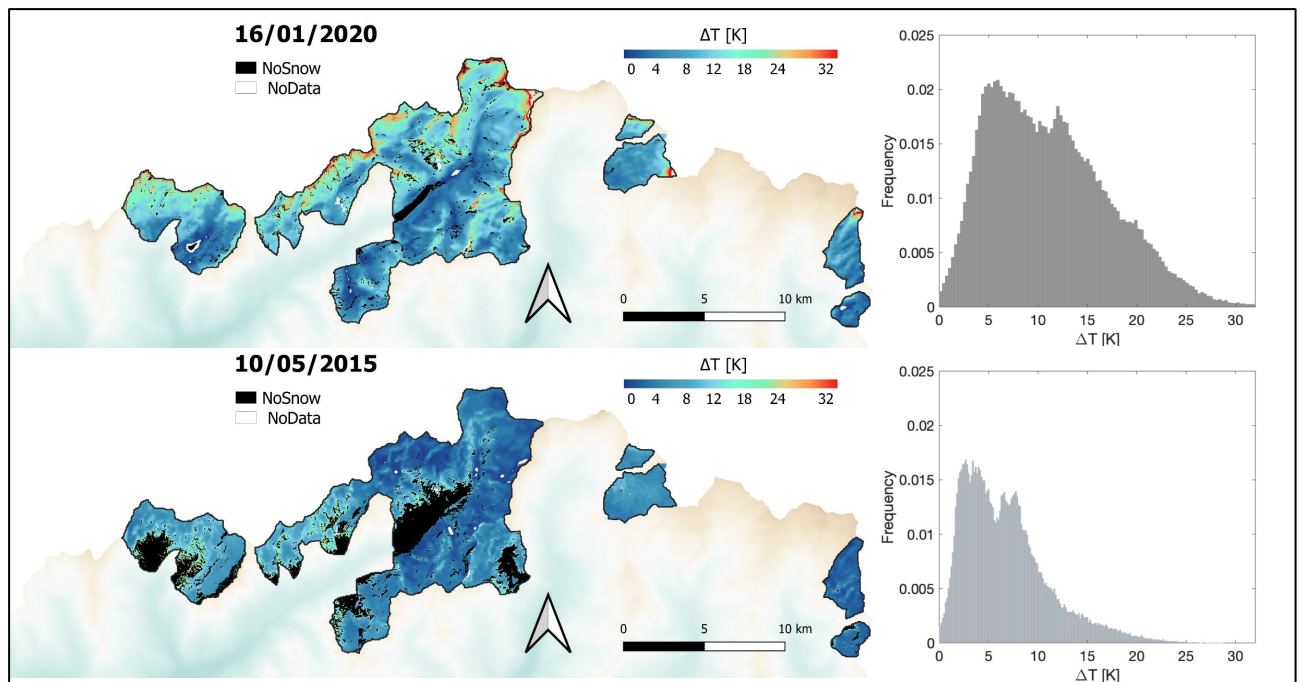 16/01/2020
NoSnow
NoData
ΔT [K]
0 4 8 12 18 24 32
0 5 10 km
0.025
0.02
0.015
0.01
0.005
0
Frequency
0 5 10 15 20 25 30
ΔT [K]
10/05/2015
NoSnow
NoData
ΔT [K]
0 4 8 12 18 24 32
0 5 10 km
0.025
0.02
0.015
0.01
0.005
0
Frequency
0 5 10 15 20 25 30
ΔT [K]